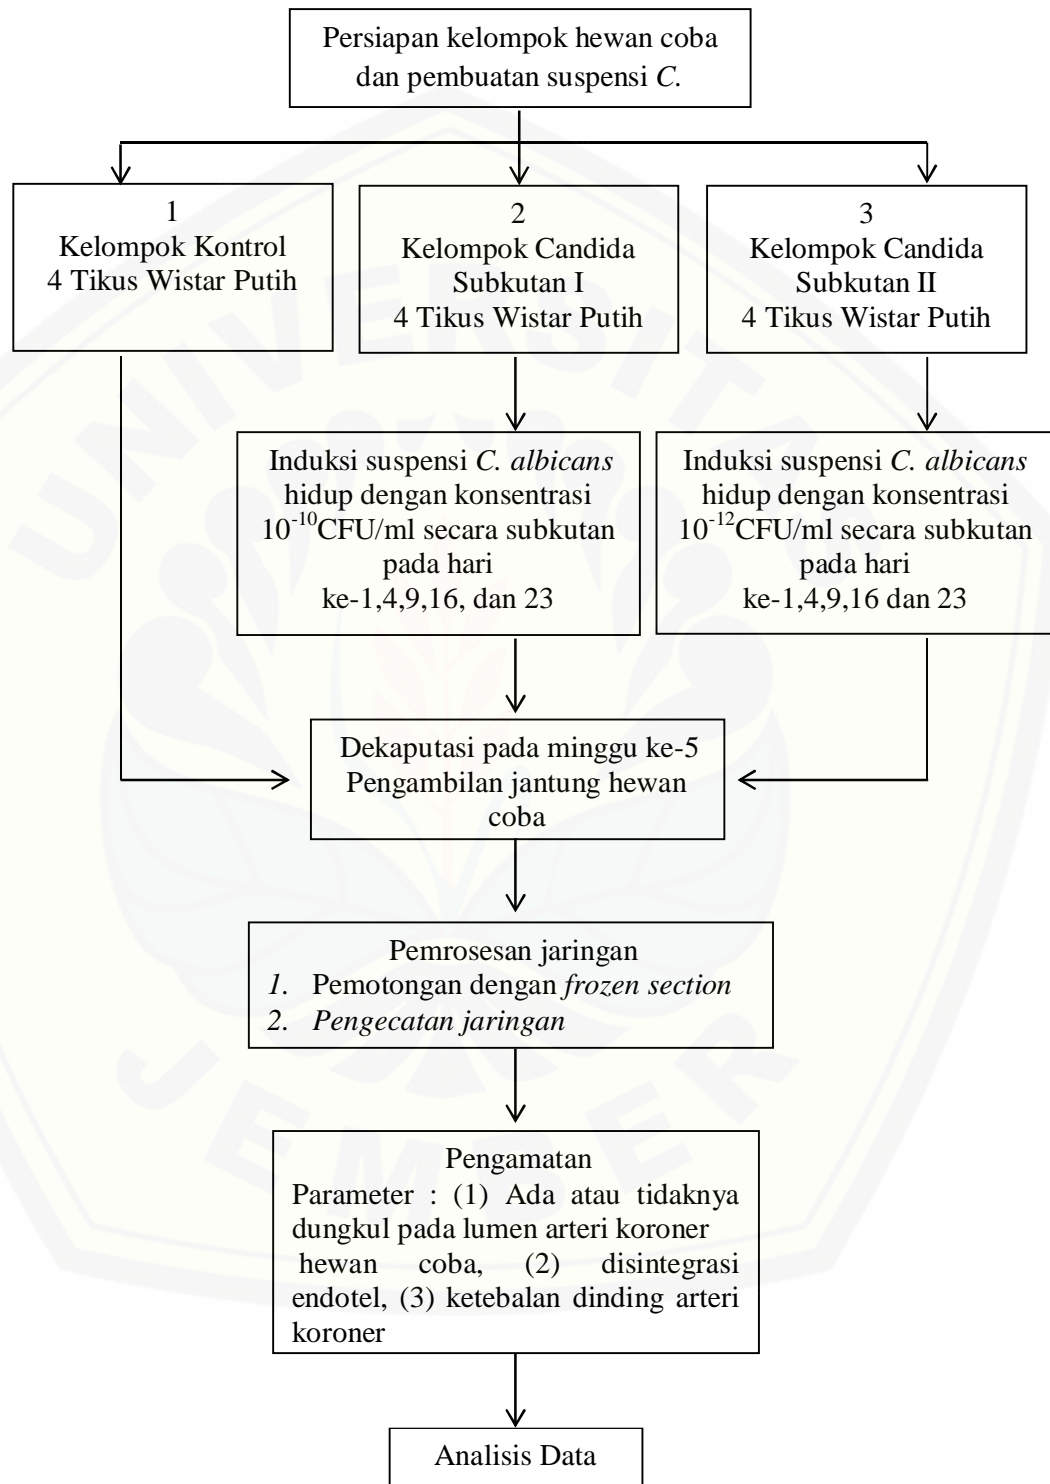 Persiapan kelompok hewan coba
dan pembuatan suspensi C.
1
Kelompok Kontrol
4 Tikus Wistar Putih
2
Kelompok Candida
Subkutan I
4 Tikus Wistar Putih
3
Kelompok Candida
Subkutan II
4 Tikus Wistar Putih
Induksi suspensi C. albicans
hidup dengan konsentrasi
10⁻¹⁰CFU/ml secara subkutan
pada hari
ke-1,4,9,16, dan 23
Induksi suspensi C. albicans
hidup dengan konsentrasi
10⁻¹²CFU/ml secara subkutan
pada hari
ke-1,4,9,16 dan 23
Dekaputasi pada minggu ke-5
Pengambilan jantung hewan
coba
Pemrosesan jaringan
1. Pemotongan dengan frozen section
2. Pengecatan jaringan
Pengamatan
Parameter : (1) Ada atau tidaknya
dungkul pada lumen arteri koroner
hewan coba, (2) disintegrasi
endotel, (3) ketebalan dinding arteri
koroner
Analisis Data
UNIVERSITAS
JEMBER